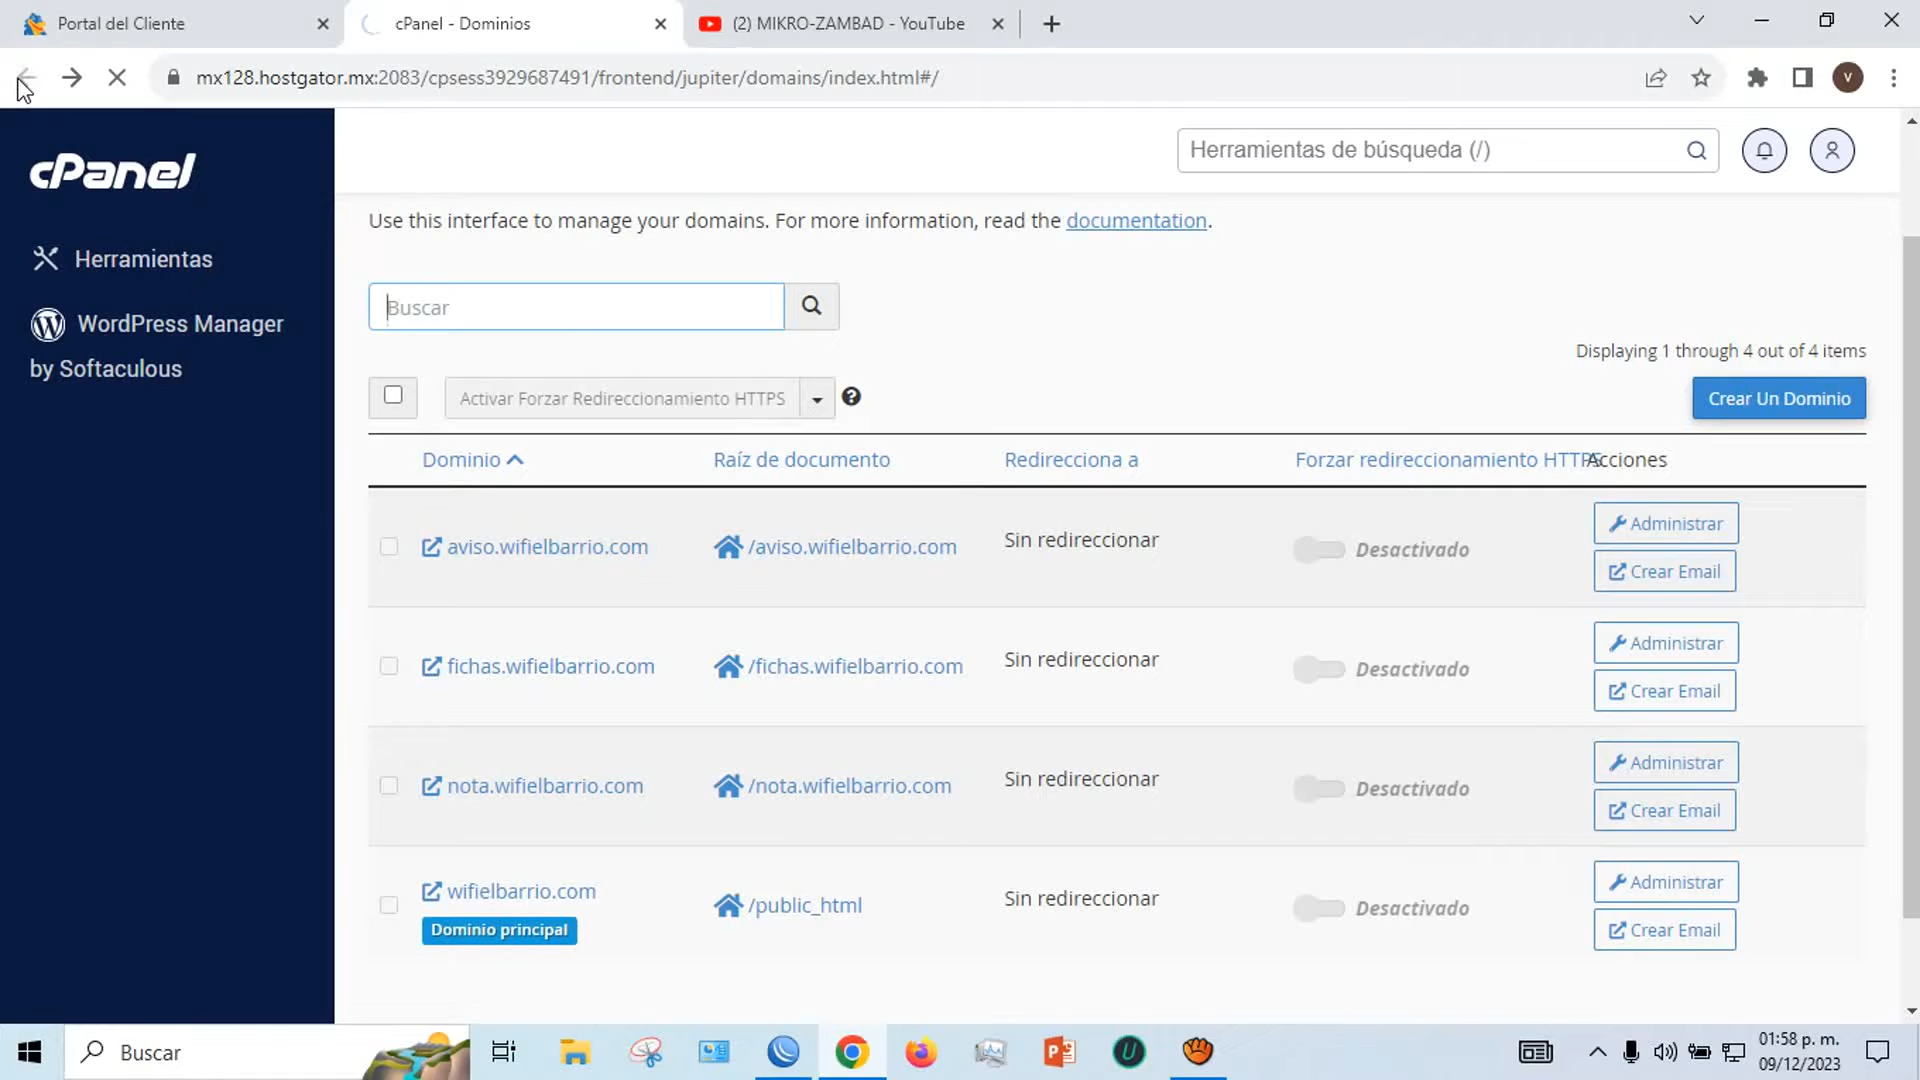 Portal del Cliente
cPanel - Dominios
(2) MIKRO-ZAMBAD - YouTube
mx128.hostgator.mx:2083/cpsess3929687491/frontend/jupiter/domains/index.html#/
V
cPanel
Herramientas de búsqueda (/)
Herramientas
WordPress Manager
by Softaculous
Use this interface to manage your domains. For more information, read the documentation.
Buscar
Displaying 1 through 4 out of 4 items
Activar Forzar Redireccionamiento HTTPS
Crear Un Dominio
Dominio Raíz de documento Redirecciona a Forzar redireccionamiento HTTPS Acciones
aviso.wifielbarrio.com /aviso.wifielbarrio.com Sin redireccionar Desactivado Administrar
Crear Email
fichas.wifielbarrio.com /fichas.wifielbarrio.com Sin redireccionar Desactivado Administrar
Crear Email
nota.wifielbarrio.com /nota.wifielbarrio.com Sin redireccionar Desactivado Administrar
Crear Email
wifielbarrio.com /public_html Sin redireccionar Desactivado Administrar
Dominio principal Crear Email
Buscar
01:58 p. m.
09/12/2023